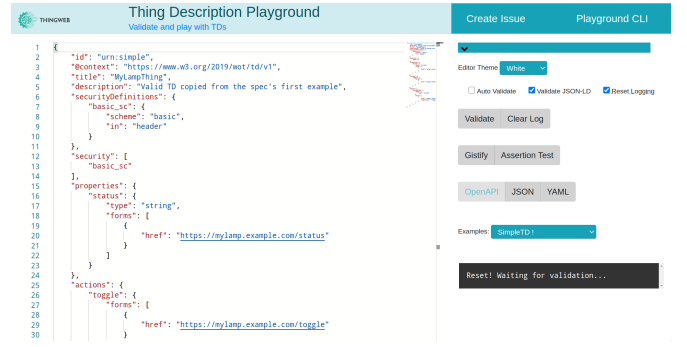 THINGWEB
Thing Description Playground
Validate and play with TDs
Create Issue
Playground CLI
1 {
2 "id": "urn:simple",
3 "@context": "https://www.w3.org/2019/wot/td/v1",
4 "title": "MyLampThing",
5 "description": "Valid TD copied from the spec's first example",
6 "securityDefinitions": {
7 "basic_sc": {
8 "scheme": "basic",
9 "in": "header"
10 }
11 },
12 "security": [
13 "basic_sc"
14 ],
15 "properties": {
16 "status": {
17 "type": "string",
18 "forms": [
19 {
20 "href": "https://mylamp.example.com/status"
21 }
22 ]
23 }
24 },
25 "actions": {
26 "toggle": {
27 "forms": [
28 {
29 "href": "https://mylamp.example.com/toggle"
30 }
Editor Theme White
Auto Validate Validate JSON-LD Reset Logging
Validate Clear Log
Gistify Assertion Test
OpenAPI JSON YAML
Examples: SimpleTD !
Reset! Waiting for validation...